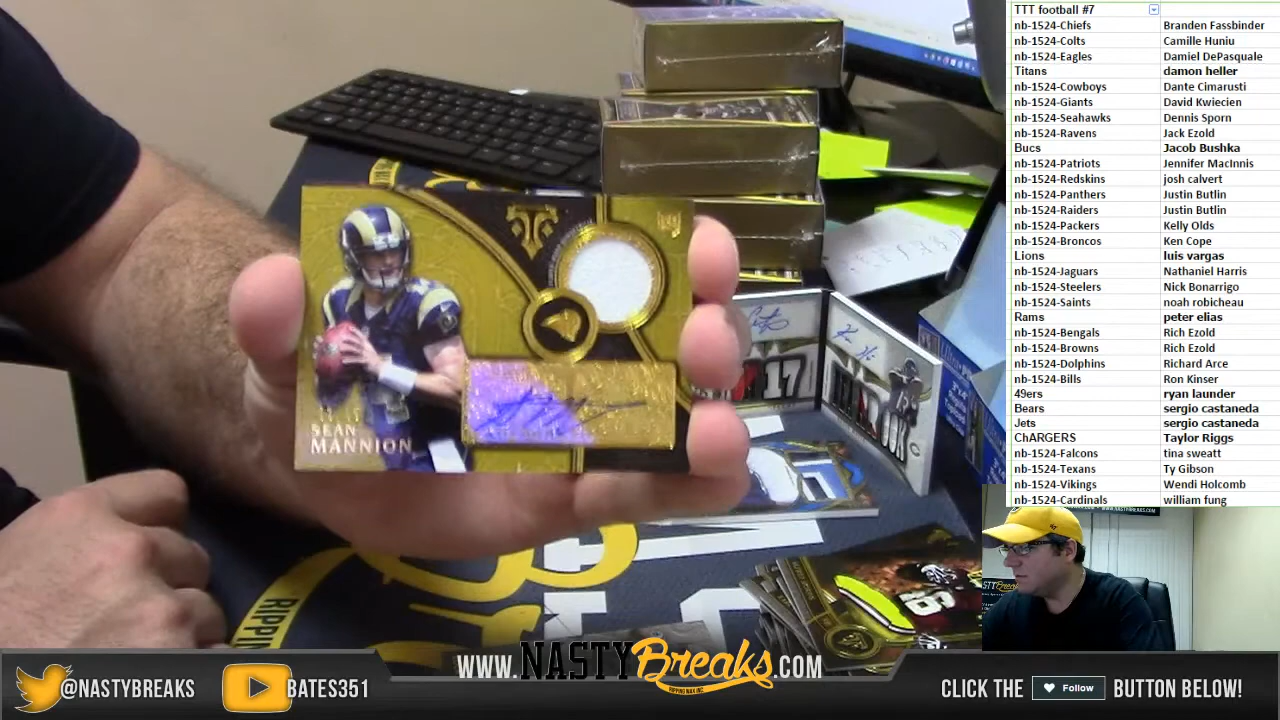 TTT football #7
nb-1524-Chiefs Branden Fassbinder
nb-1524-Colts Camille Huniu
nb-1524-Eagles Damiel DePasquale
Titans damon heller
nb-1524-Cowboys Dante Cimarusti
nb-1524-Giants David Kwiecien
nb-1524-Seahawks Dennis Sporn
nb-1524-Ravens Jack Ezold
Bucs Jacob Bushka
nb-1524-Patriots Jennifer MacInnis
nb-1524-Redskins josh calvert
nb-1524-Panthers Justin Butlin
nb-1524-Raiders Justin Butlin
nb-1524-Packers Kelly Olds
nb-1524-Broncos Ken Cope
Lions luis vargas
nb-1524-Jaguars Nathaniel Harris
nb-1524-Steelers Nick Bonarrigo
nb-1524-Saints noah robicheau
Rams peter elias
nb-1524-Bengals Rich Ezold
nb-1524-Browns Rich Ezold
nb-1524-Dolphins Richard Arce
nb-1524-Bills Ron Kinser
49ers ryan launder
Bears sergio castaneda
Jets sergio castaneda
ChARGERS Taylor Riggs
nb-1524-Falcons tina sweatt
nb-1524-Texans Ty Gibson
nb-1524-Vikings Wendi Holcomb
nb-1524-Cardinals william fung
SEAN
MANNION
17
RIPPIN
@NASTYBREAKS
BATES351
WWW.NASTYBreaks.COM
RIPPING WAX INC
CLICK THE Follow BUTTON BELOW!